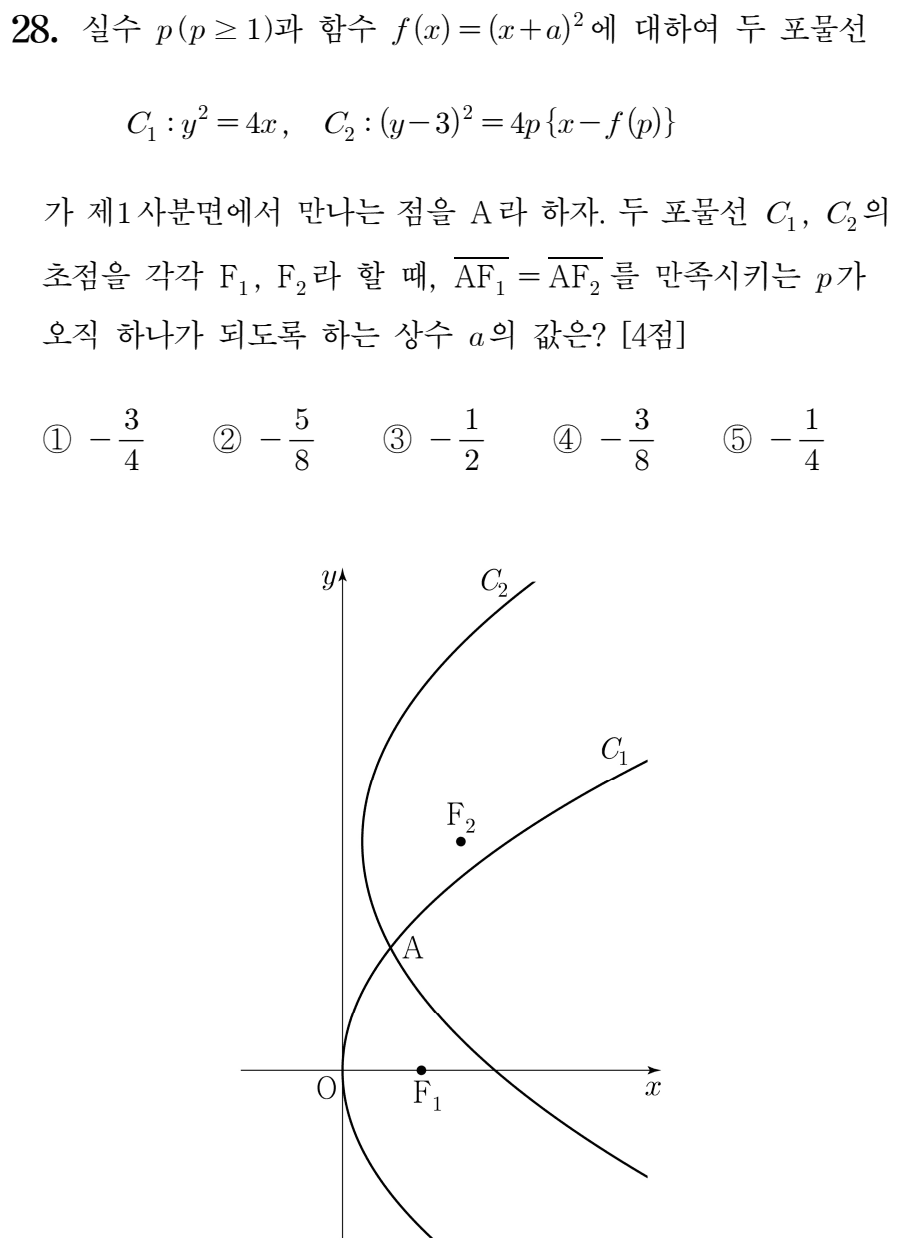 28. 실수 p(p ≥ 1)과 함수 f(x) = (x+a)²에 대하여 두 포물선
C₁ : y² = 4x, C₂ : (y−3)² = 4p{x−f(p)}
가 제1사분면에서 만나는 점을 A라 하자. 두 포물선 C₁, C₂의
초점을 각각 F₁, F₂라 할 때, A̅F̅₁ = A̅F̅₂를 만족시키는 p가
오직 하나가 되도록 하는 상수 a의 값은? [4점]
① −3/4 ② −5/8 ③ −1/2 ④ −3/8 ⑤ −1/4
y C₂
C₁
F₂
A
O F₁ x